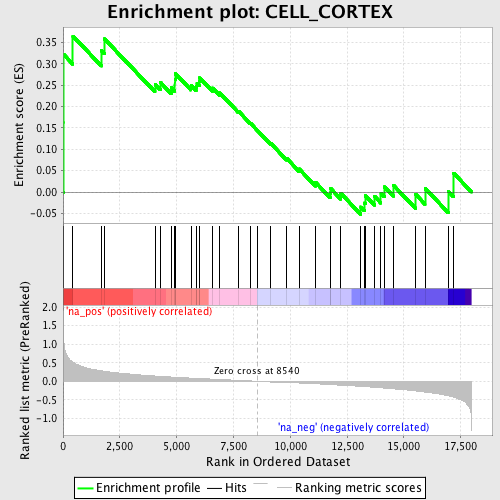 Enrichment plot: CELL_CORTEX
Enrichment score (ES)
0.35
0.30
0.25
0.20
0.15
0.10
0.05
0.00
-0.05
'na_pos' (positively correlated)
Ranked list metric (PreRanked)
2.0
1.5
1.0
0.5
0.0
-0.5
-1.0
Zero cross at 8540
'na_neg' (negatively correlated)
0 2,500 5,000 7,500 10,000 12,500 15,000 17,500
Rank in Ordered Dataset
Enrichment profile Hits Ranking metric scores